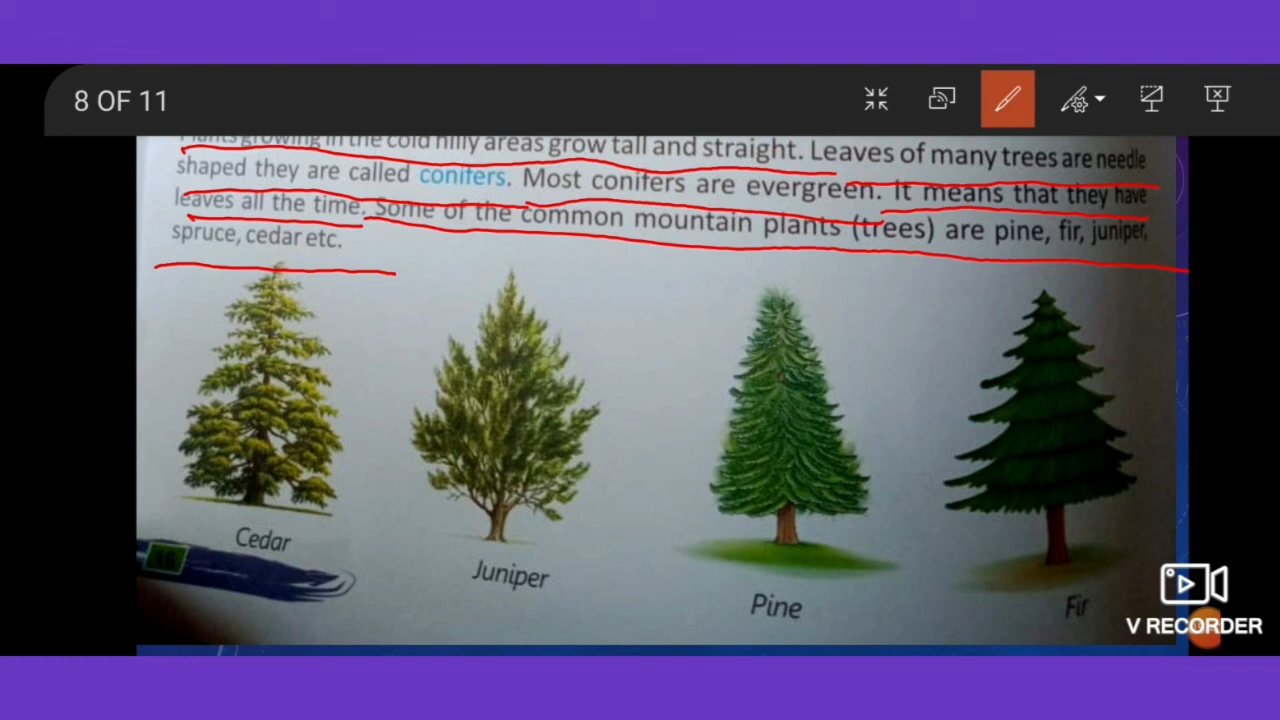 8 OF 11
Plants growing in the cold hilly areas grow tall and straight. Leaves of many trees are needle
shaped they are called conifers. Most conifers are evergreen. It means that they have
leaves all the time. Some of the common mountain plants (trees) are pine, fir, juniper,
spruce, cedar etc.
Cedar
Juniper
Pine
Fir
16
V RECORDER